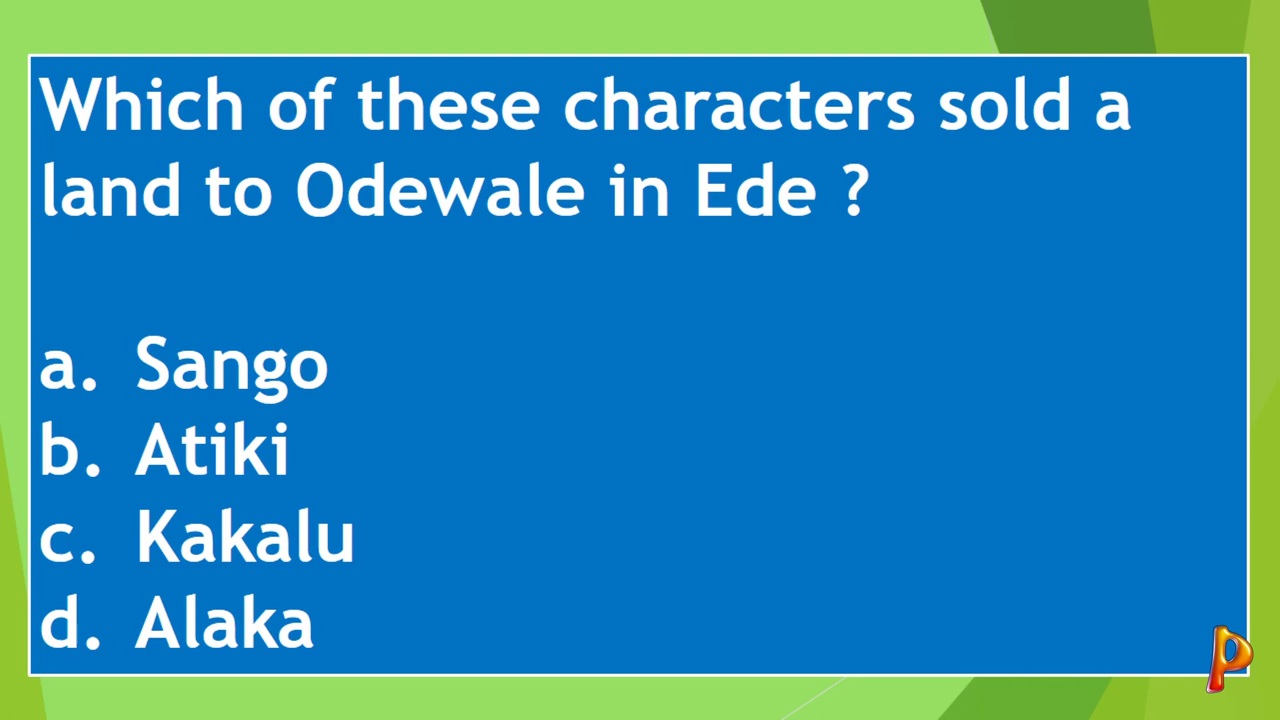 Which of these characters sold a
land to Odewale in Ede ?
a. Sango
b. Atiki
c. Kakalu
d. Alaka
P